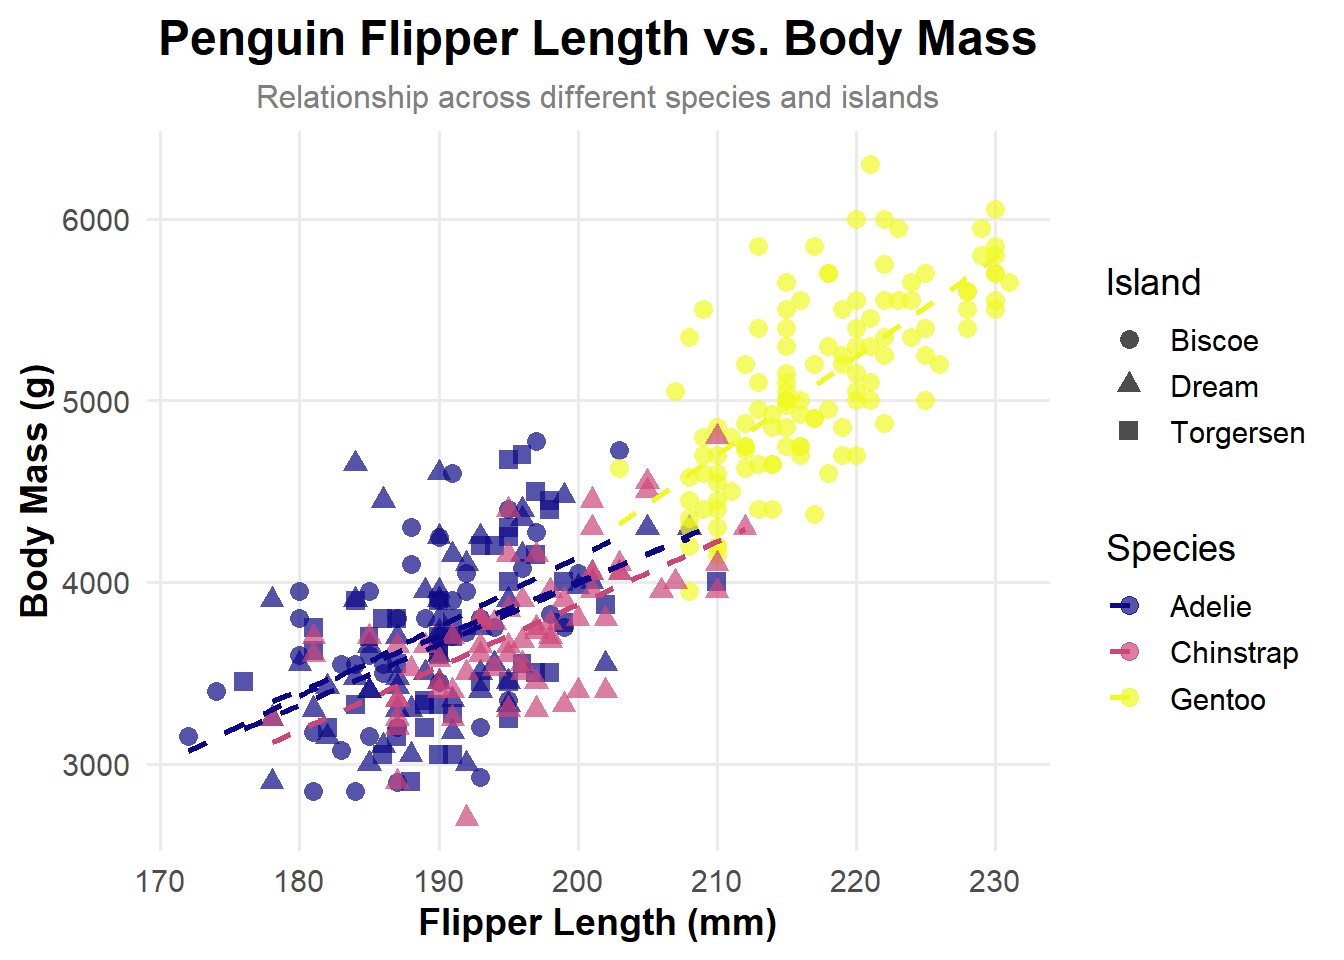 Penguin Flipper Length vs. Body Mass
Relationship across different species and islands
Body Mass (g)
6000
5000
4000
3000
170 180 190 200 210 220 230
Flipper Length (mm)
Island
Biscoe
Dream
Torgersen
Species
Adelie
Chinstrap
Gentoo